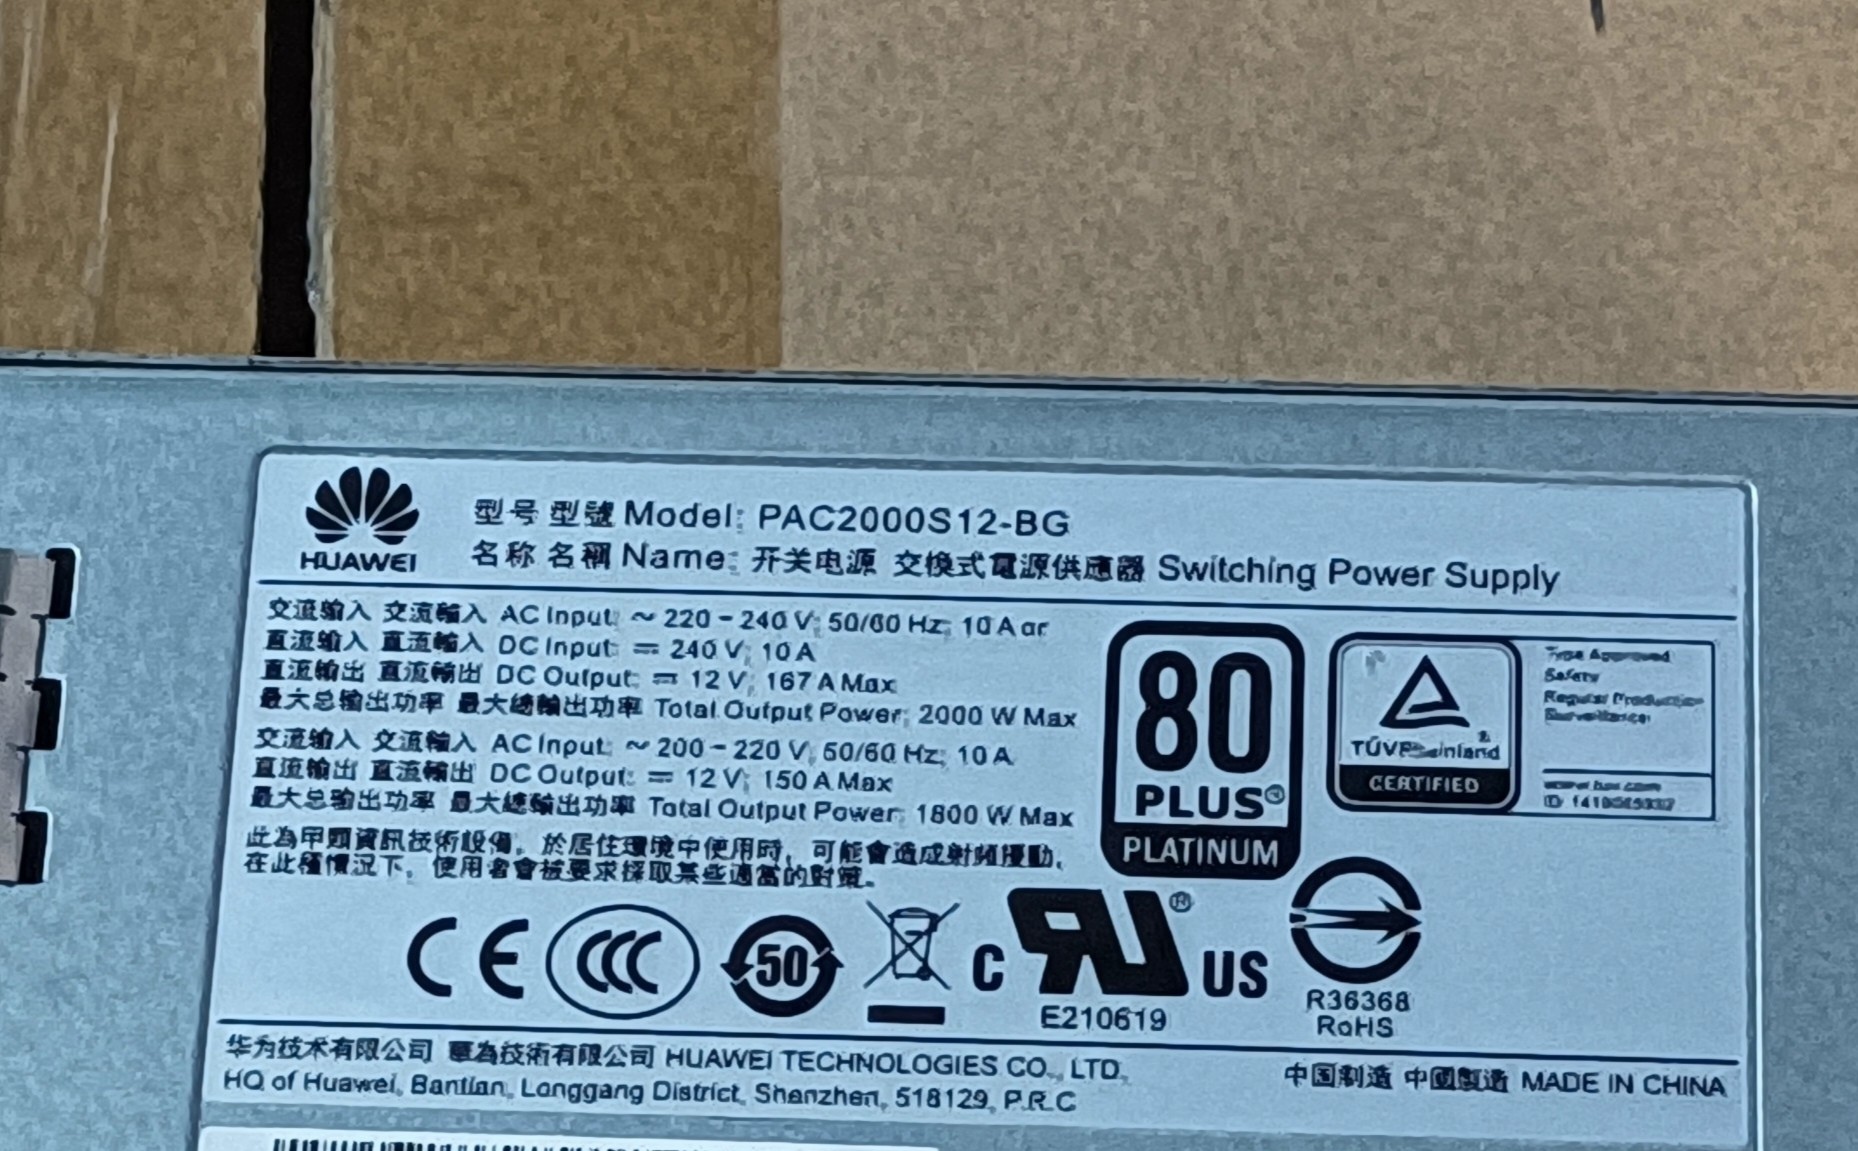 HUAWEI
型号 型號 Model: PAC2000S12-BG
名称 名稱 Name: 开关电源 交換式電源供應器 Switching Power Supply
交流输入 交流輸入 AC Input: ~ 220-240 V; 50/60 Hz; 10 A or
直流输入 直流輸入 DC Input: ⎓ 240 V; 10 A
直流输出 直流輸出 DC Output: ⎓ 12 V; 167 A Max
最大总输出功率 最大總輸出功率 Total Output Power: 2000 W Max
交流输入 交流輸入 AC Input: ~ 200-220 V; 50/60 Hz; 10 A
直流输出 直流輸出 DC Output: ⎓ 12 V; 150 A Max
最大总输出功率 最大總輸出功率 Total Output Power: 1800 W Max
此為甲類資訊技術設備，於居住環境中使用時，可能會造成射頻擾動，
在此種情況下，使用者會被要求採取某些適當的對策。
80
PLUS®
PLATINUM
TÜVRheinland
CERTIFIED
Type Approved
Safety
Regular Production
Surveillance
CE
CCC
50
C
US
E210619
R36368
RoHS
华为技术有限公司 華為技術有限公司 HUAWEI TECHNOLOGIES CO., LTD.
HQ of Huawei, Bantian, Longgang District, Shenzhen, 518129, P.R.C
中国制造 中國製造 MADE IN CHINA